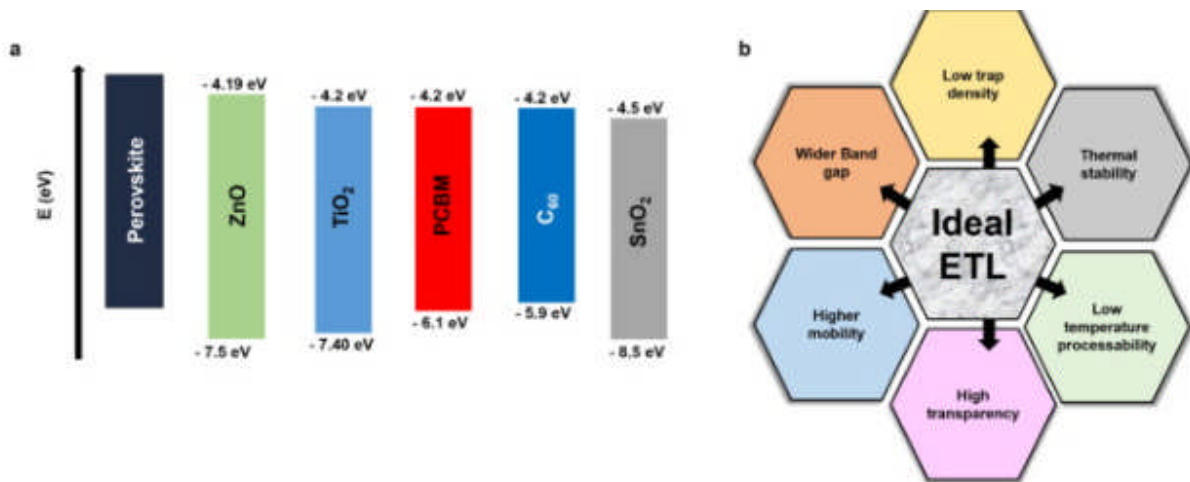 a
E (eV)
Perovskite
- 4.19 eV
ZnO
- 7.5 eV
- 4.2 eV
TiO₂
- 7.40 eV
- 4.2 eV
PCBM
- 6.1 eV
- 4.2 eV
C₆₀
- 5.9 eV
- 4.5 eV
SnO₂
- 8.5 eV
b
Low trap
density
Wider Band
gap
Thermal
stability
Ideal
ETL
Higher
mobility
Low
temperature
processability
High
transparency